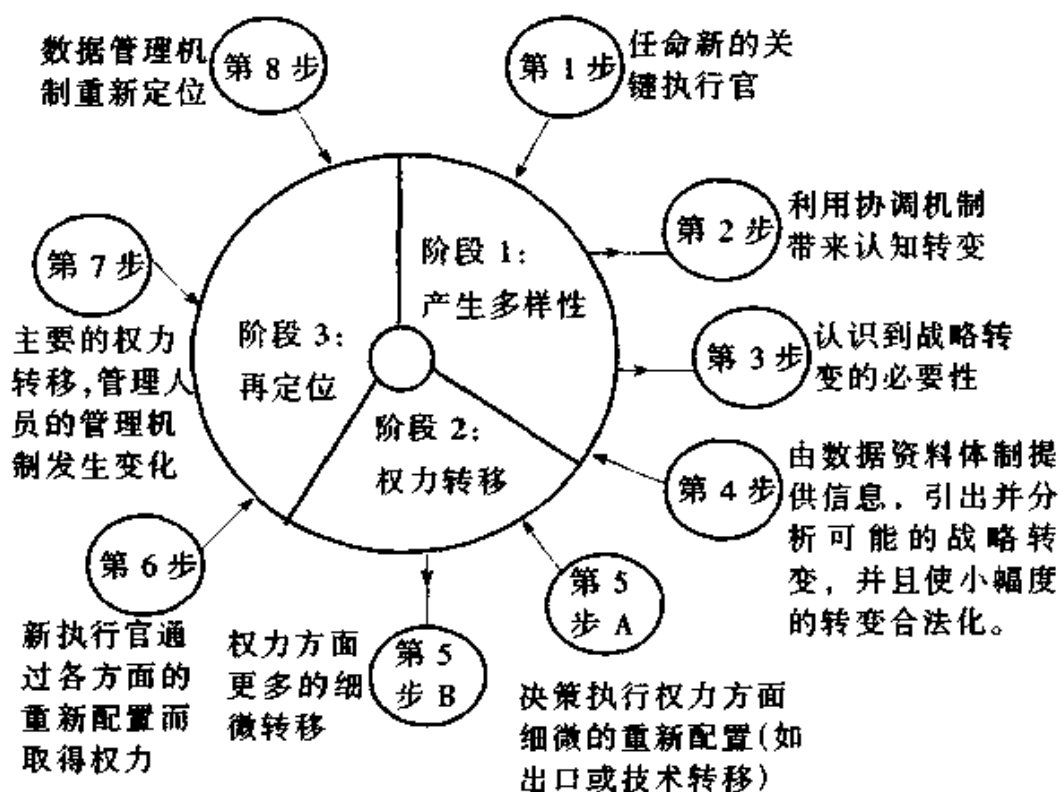 数据管理机
制重新定位
第 8 步
第 1 步
任命新的关
键执行官
第 2 步
利用协调机制
带来认知转变
阶段 1：
产生多样性
第 7 步
主要的权力
转移,管理人
员的管理机
制发生变化
阶段 3：
再定位
第 3 步
认识到战略转
变的必要性
阶段 2：
权力转移
第 4 步
由数据资料体制提
供信息，引出并分
析可能的战略转
变，并且使小幅度
的转变合法化。
第 6 步
新执行官通
过各方面的
重新配置而
取得权力
权力方面
更多的细
微转移
第 5
步 B
第 5
步 A
决策执行权力方面
细微的重新配置(如
出口或技术转移)